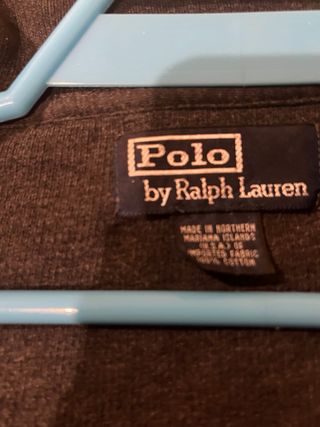 Polo
by Ralph Lauren
MADE IN NORTHERN
MARIANA ISLANDS
(U.S.A.) OF
IMPORTED FABRIC
100% COTTON